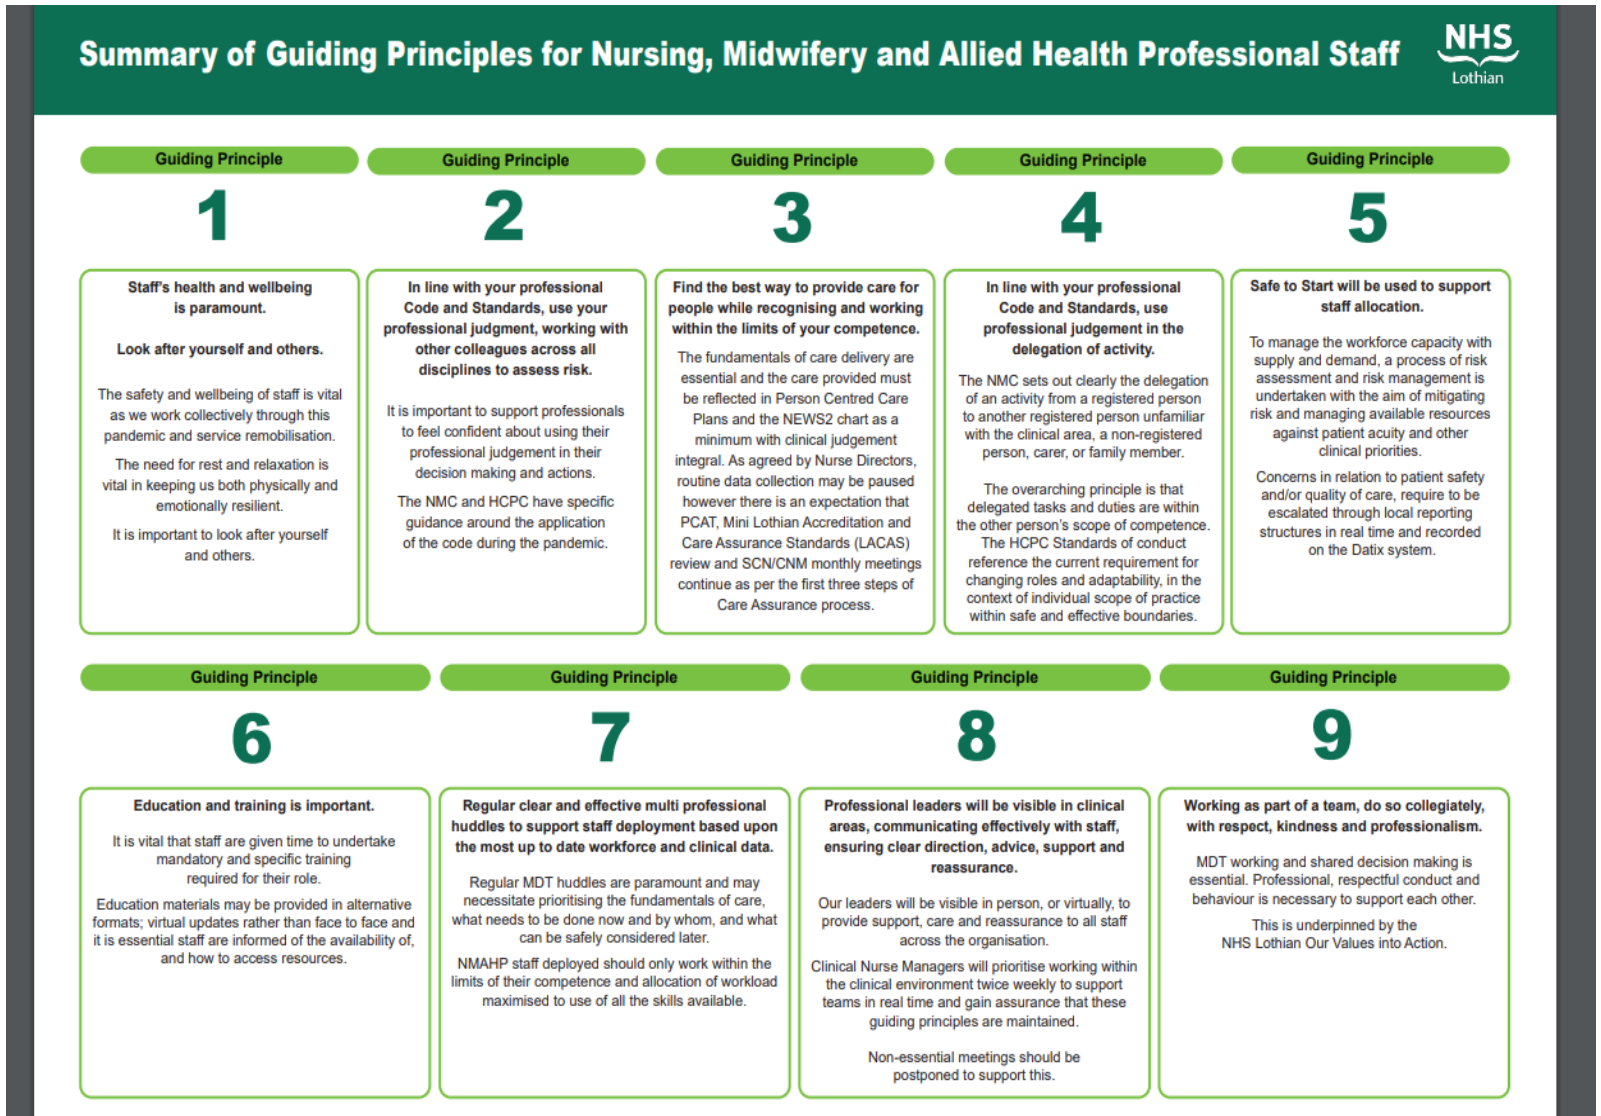 Summary of Guiding Principles for Nursing, Midwifery and Allied Health Professional Staff
NHS
Lothian
Guiding Principle
1
Staff's health and wellbeing
is paramount.
Look after yourself and others.
The safety and wellbeing of staff is vital
as we work collectively through this
pandemic and service remobilisation.
The need for rest and relaxation is
vital in keeping us both physically and
emotionally resilient.
It is important to look after yourself
and others.
Guiding Principle
2
In line with your professional
Code and Standards, use your
professional judgment, working with
other colleagues across all
disciplines to assess risk.
It is important to support professionals
to feel confident about using their
professional judgement in their
decision making and actions.
The NMC and HCPC have specific
guidance around the application
of the code during the pandemic.
Guiding Principle
3
Find the best way to provide care for
people while recognising and working
within the limits of your competence.
The fundamentals of care delivery are
essential and the care provided must
be reflected in Person Centred Care
Plans and the NEWS2 chart as a
minimum with clinical judgement
integral. As agreed by Nurse Directors,
routine data collection may be paused
however there is an expectation that
PCAT, Mini Lothian Accreditation and
Care Assurance Standards (LACAS)
review and SCN/CNM monthly meetings
continue as per the first three steps of
Care Assurance process.
Guiding Principle
4
In line with your professional
Code and Standards, use
professional judgement in the
delegation of activity.
The NMC sets out clearly the delegation
of an activity from a registered person
to another registered person unfamiliar
with the clinical area, a non-registered
person, carer, or family member.
The overarching principle is that
delegated tasks and duties are within
the other person's scope of competence.
The HCPC Standards of conduct
reference the current requirement for
changing roles and adaptability, in the
context of individual scope of practice
within safe and effective boundaries.
Guiding Principle
5
Safe to Start will be used to support
staff allocation.
To manage the workforce capacity with
supply and demand, a process of risk
assessment and risk management is
undertaken with the aim of mitigating
risk and managing available resources
against patient acuity and other
clinical priorities.
Concerns in relation to patient safety
and/or quality of care, require to be
escalated through local reporting
structures in real time and recorded
on the Datix system.
Guiding Principle
6
Education and training is important.
It is vital that staff are given time to undertake
mandatory and specific training
required for their role.
Education materials may be provided in alternative
formats; virtual updates rather than face to face and
it is essential staff are informed of the availability of,
and how to access resources.
Guiding Principle
7
Regular clear and effective multi professional
huddles to support staff deployment based upon
the most up to date workforce and clinical data.
Regular MDT huddles are paramount and may
necessitate prioritising the fundamentals of care,
what needs to be done now and by whom, and what
can be safely considered later.
NMAHP staff deployed should only work within the
limits of their competence and allocation of workload
maximised to use of all the skills available.
Guiding Principle
8
Professional leaders will be visible in clinical
areas, communicating effectively with staff,
ensuring clear direction, advice, support and
reassurance.
Our leaders will be visible in person, or virtually, to
provide support, care and reassurance to all staff
across the organisation.
Clinical Nurse Managers will prioritise working within
the clinical environment twice weekly to support
teams in real time and gain assurance that these
guiding principles are maintained.
Non-essential meetings should be
postponed to support this.
Guiding Principle
9
Working as part of a team, do so collegiately,
with respect, kindness and professionalism.
MDT working and shared decision making is
essential. Professional, respectful conduct and
behaviour is necessary to support each other.
This is underpinned by the
NHS Lothian Our Values into Action.